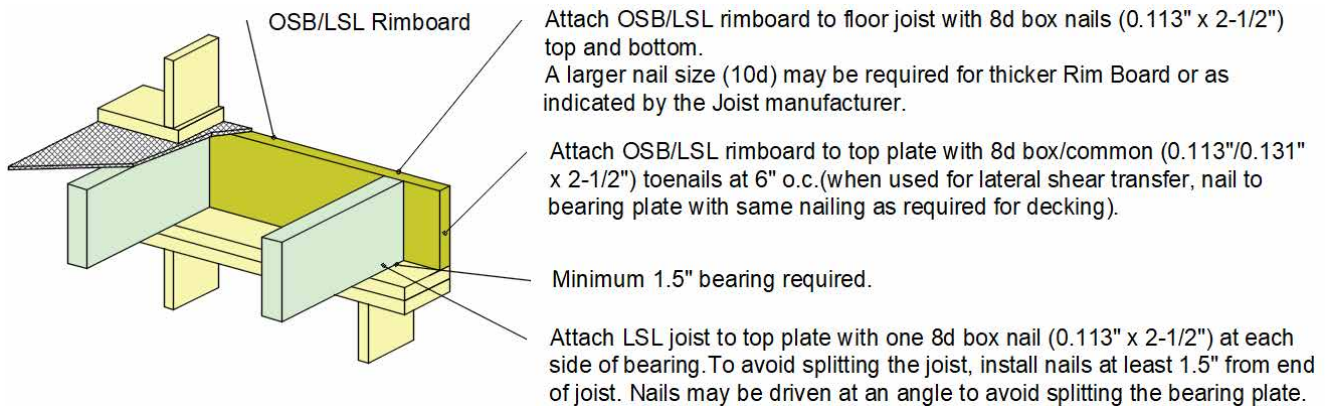 OSB/LSL Rimboard
Attach OSB/LSL rimboard to floor joist with 8d box nails (0.113" x 2-1/2")
top and bottom.
A larger nail size (10d) may be required for thicker Rim Board or as
indicated by the Joist manufacturer.
Attach OSB/LSL rimboard to top plate with 8d box/common (0.113"/0.131"
x 2-1/2") toenails at 6" o.c.(when used for lateral shear transfer, nail to
bearing plate with same nailing as required for decking).
Minimum 1.5" bearing required.
Attach LSL joist to top plate with one 8d box nail (0.113" x 2-1/2") at each
side of bearing.To avoid splitting the joist, install nails at least 1.5" from end
of joist. Nails may be driven at an angle to avoid splitting the bearing plate.